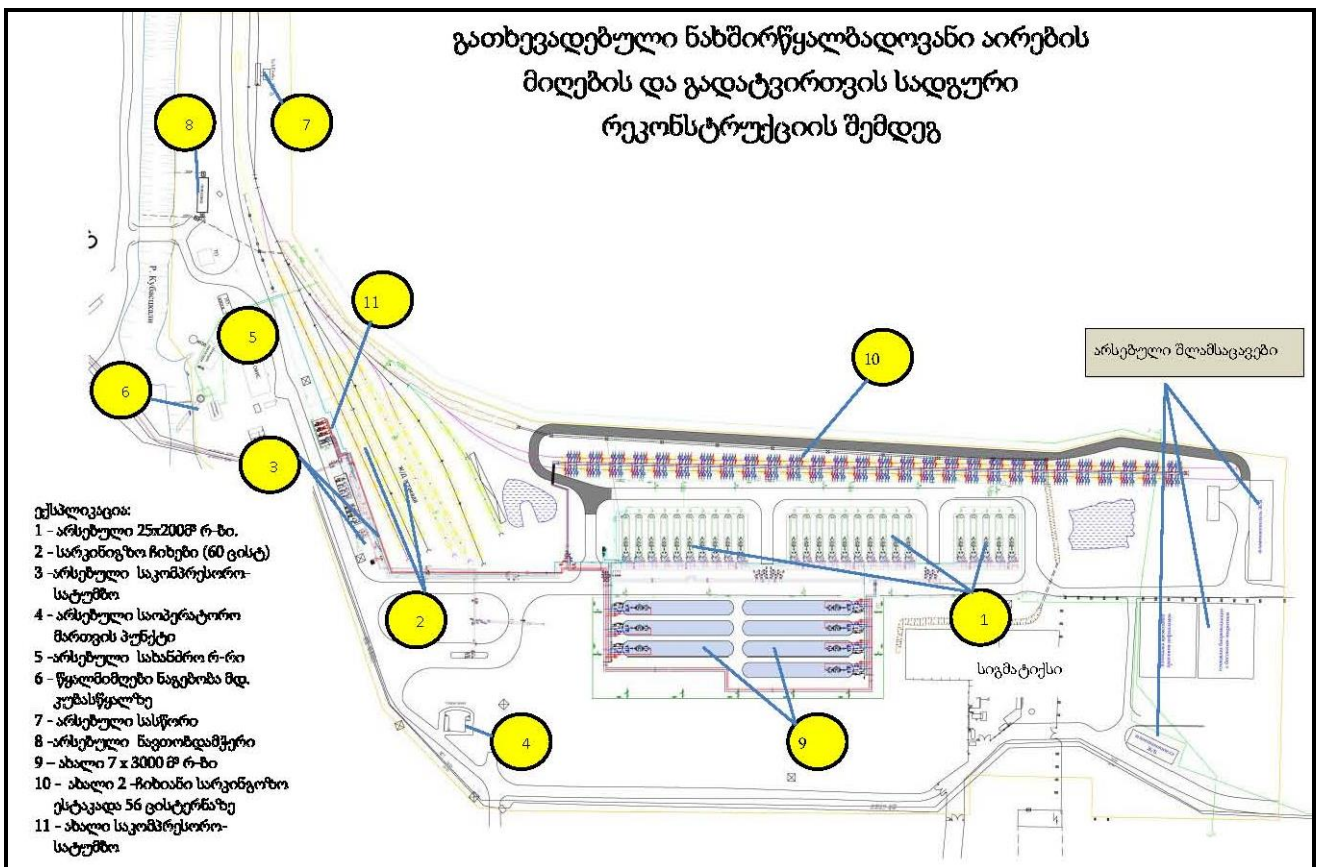 გათხევადებული ნახშირწყალბადოვანი აირების
მიღების და გადატვირთვის სადგური
რეკონსტრუქციის შემდეგ
8
7
11
5
10
არსებული შლამსაცავები
6
3
Р. Кубасцкали
2
1
სიგმატიქსი
4
9
ექსპლიკაცია:
1 - არსებული 25x200მ³ რ-ბი.
2 - სარკინიგზო ჩიხები (60 ცისტ)
3 -არსებული საკომპრესორო-
სატუმბო
4 - არსებული საოპერატორო
მართვის პუნქტი
5 -არსებული სახანძრო რ-რი
6 - წყალმიმღები ნაგებობა მდ.
კუბასწყალზე
7 - არსებული სასწორი
8 -არსებული ნავთობდამჭერი
9 – ახალი 7 x 3000 მ³ რ-ბი
10 - ახალი 2 -ჩიხიანი სარკინგოზო
ესტაკადა 56 ცისტერნაზე
11 - ახალი საკომპრესორო-
სატუმბო